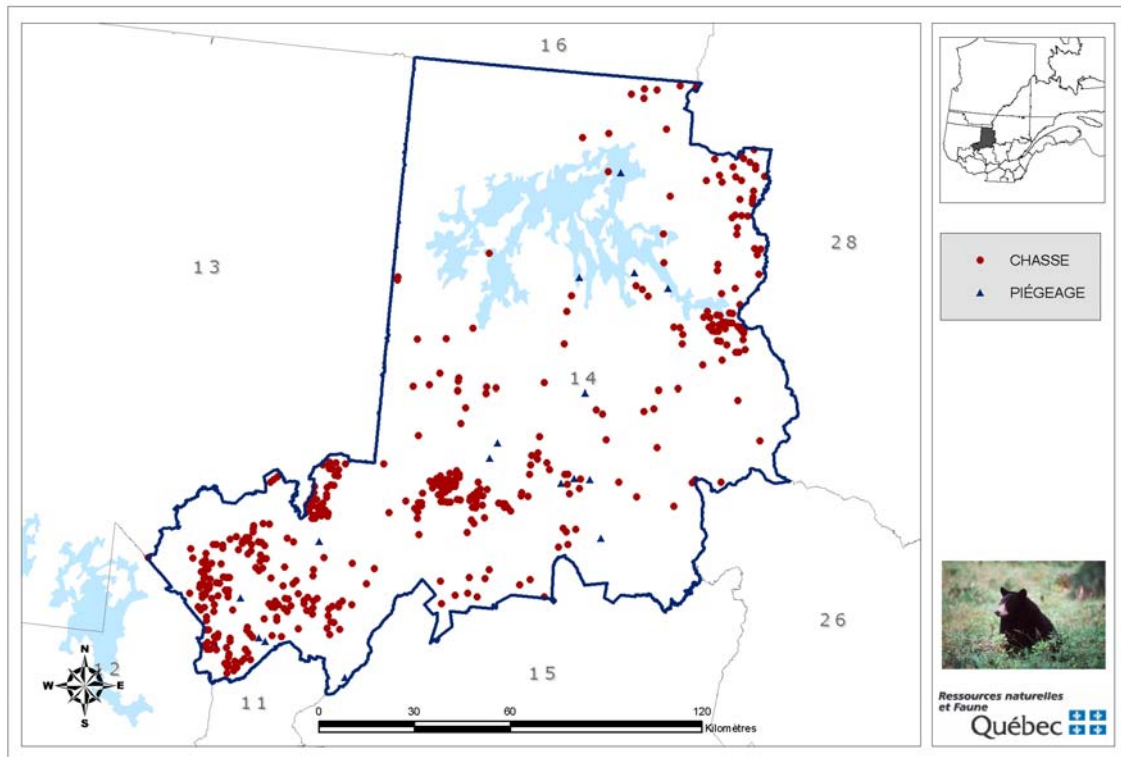 16
13
28
14
12
11
15
26
N
W E
S
0 30 60 120
Kilomètres
CHASSE
PIÉGEAGE
Ressources naturelles
et Faune
Québec